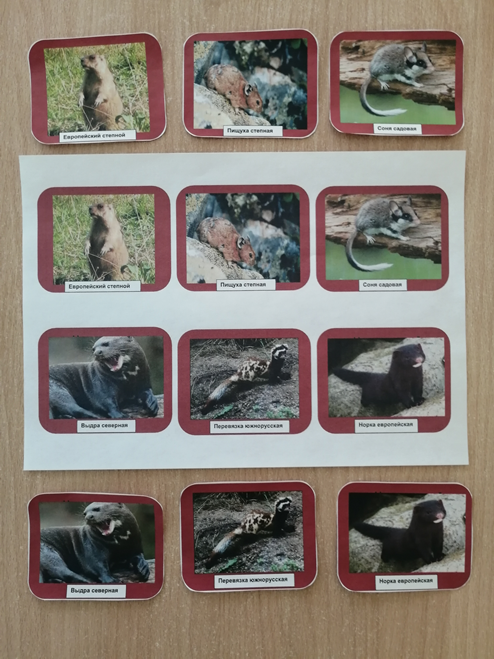 Европейский степной
Пищуха степная
Соня садовая
Европейский степной
Пищуха степная
Соня садовая
Выдра северная
Перевязка южнорусская
Норка европейская
Выдра северная
Перевязка южнорусская
Норка европейская